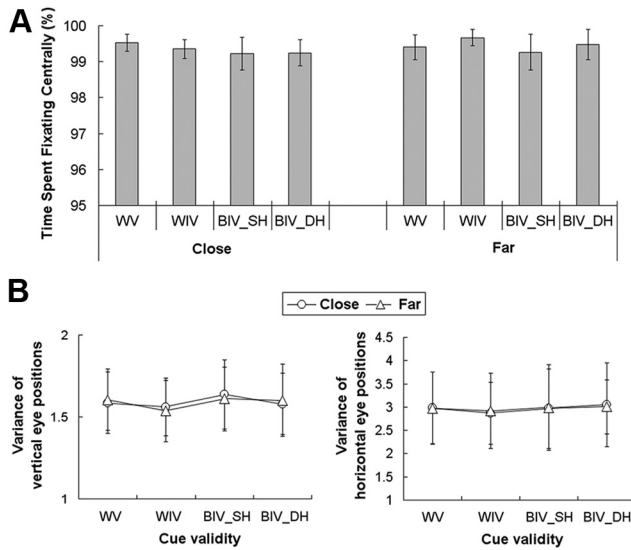 A
Time Spent Fixating Centrally (%)
100
99
98
97
96
95
WV WIV BIV_SH BIV_DH WV WIV BIV_SH BIV_DH
Close Far
B
Close Far
Variance of
vertical eye positions
2
1.5
1
WV WIV BIV_SH BIV_DH
Cue validity
Variance of
horizontal eye positions
4.5
4
3.5
3
2.5
2
1.5
1
WV WIV BIV_SH BIV_DH
Cue validity